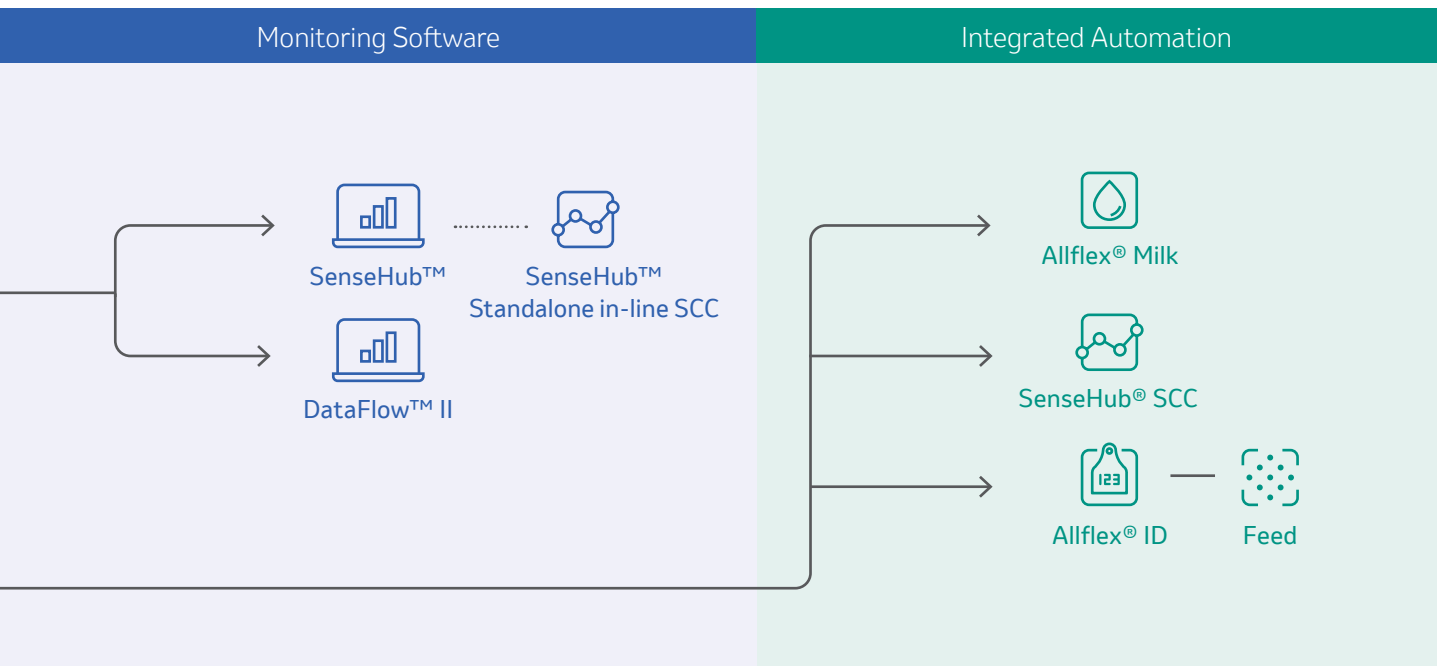 Monitoring Software
Integrated Automation
SenseHub™
SenseHub™
Standalone in-line SCC
DataFlow™ II
Allflex® Milk
SenseHub® SCC
123
Allflex® ID
Feed